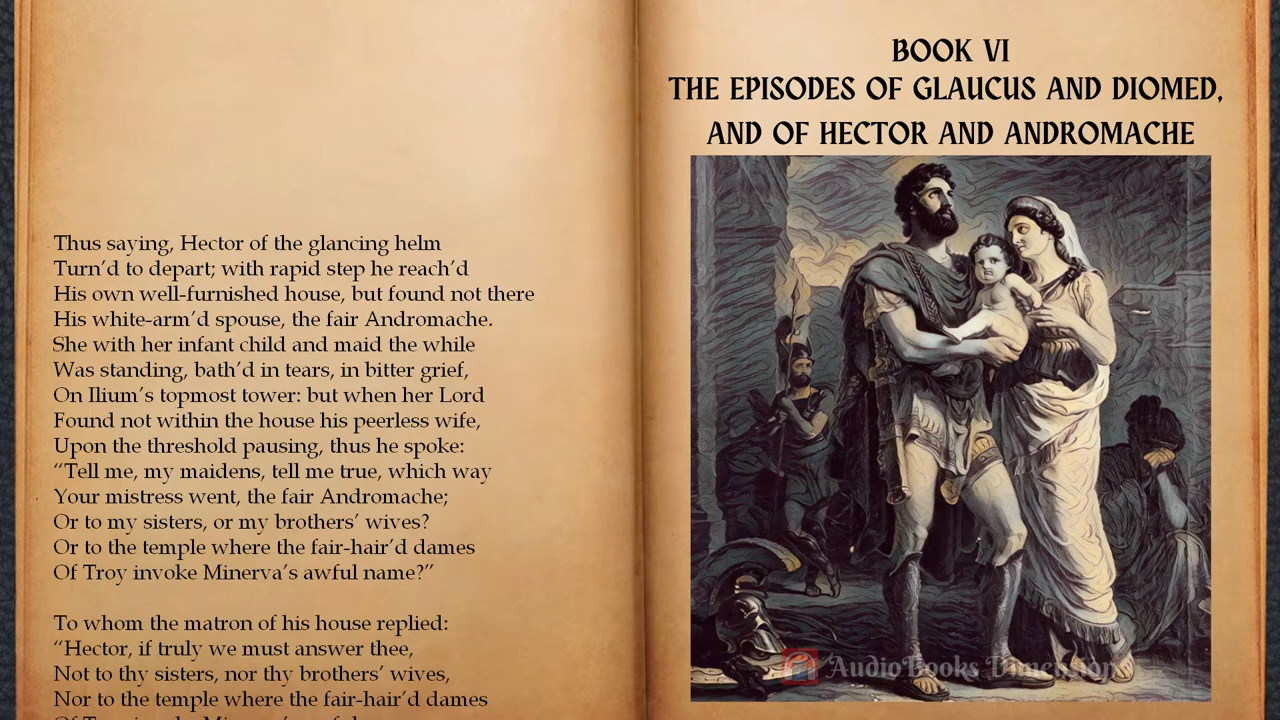 Thus saying, Hector of the glancing helm
Turn’d to depart; with rapid step he reach’d
His own well-furnished house, but found not there
His white-arm’d spouse, the fair Andromache.
She with her infant child and maid the while
Was standing, bath’d in tears, in bitter grief,
On Ilium’s topmost tower: but when her Lord
Found not within the house his peerless wife,
Upon the threshold pausing, thus he spoke:
“Tell me, my maidens, tell me true, which way
Your mistress went, the fair Andromache;
Or to my sisters, or my brothers’ wives?
Or to the temple where the fair-hair’d dames
Of Troy invoke Minerva’s awful name?”
To whom the matron of his house replied:
“Hector, if truly we must answer thee,
Not to thy sisters, nor thy brothers’ wives,
Nor to the temple where the fair-hair’d dames
BOOK VI
THE EPISODES OF GLAUCUS AND DIOMED,
AND OF HECTOR AND ANDROMACHE
AudioBooks Dimension